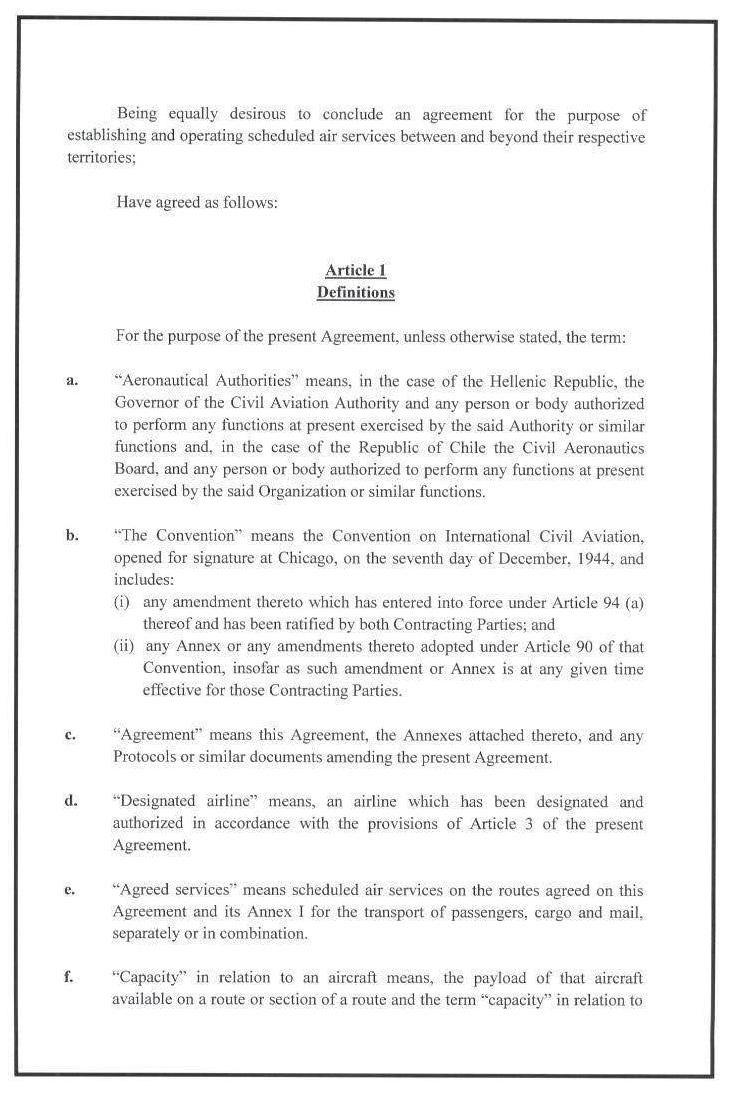 Being equally desirous to conclude an agreement for the purpose of
establishing and operating scheduled air services between and beyond their respective
territories;
Have agreed as follows:
Article 1
Definitions
For the purpose of the present Agreement, unless otherwise stated, the term:
a. “Aeronautical Authorities” means, in the case of the Hellenic Republic, the
Governor of the Civil Aviation Authority and any person or body authorized
to perform any functions at present exercised by the said Authority or similar
functions and, in the case of the Republic of Chile the Civil Aeronautics
Board, and any person or body authorized to perform any functions at present
exercised by the said Organization or similar functions.
b. “The Convention” means the Convention on International Civil Aviation,
opened for signature at Chicago, on the seventh day of December, 1944, and
includes:
(i) any amendment thereto which has entered into force under Article 94 (a)
thereof and has been ratified by both Contracting Parties; and
(ii) any Annex or any amendments thereto adopted under Article 90 of that
Convention, insofar as such amendment or Annex is at any given time
effective for those Contracting Parties.
c. “Agreement” means this Agreement, the Annexes attached thereto, and any
Protocols or similar documents amending the present Agreement.
d. “Designated airline” means, an airline which has been designated and
authorized in accordance with the provisions of Article 3 of the present
Agreement.
e. “Agreed services” means scheduled air services on the routes agreed on this
Agreement and its Annex I for the transport of passengers, cargo and mail,
separately or in combination.
f. “Capacity” in relation to an aircraft means, the payload of that aircraft
available on a route or section of a route and the term “capacity” in relation to